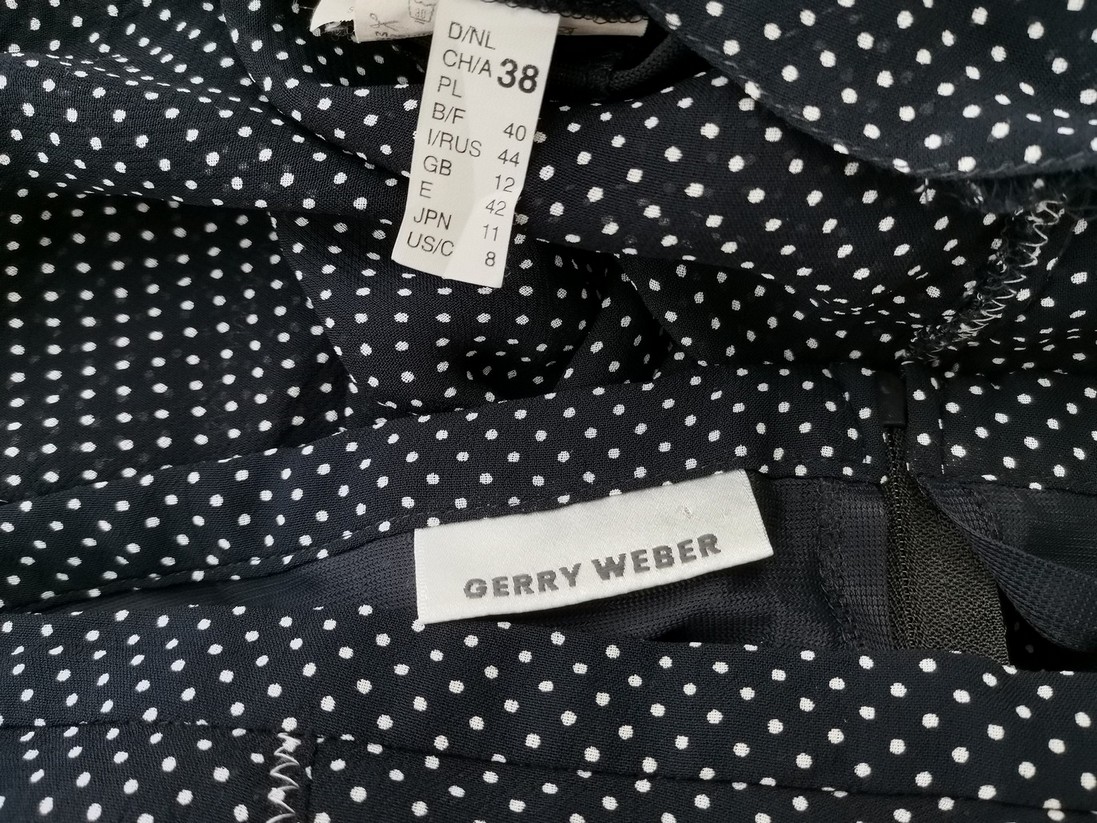 D/NL
CH/A 38
PL
B/F 40
I/RUS 44
GB 12
E 42
JPN 11
US/C 8
GERRY WEBER